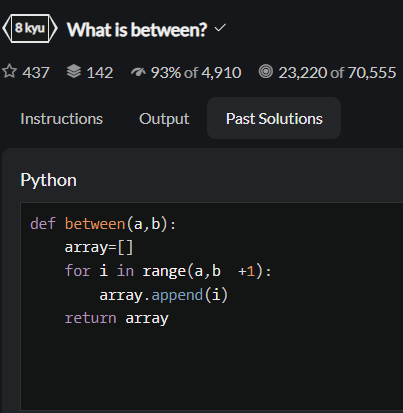 8 kyu What is between?
437 142 93% of 4,910 23,220 of 70,555
Instructions Output Past Solutions
Python
def between(a,b):
    array=[]
    for i in range(a,b  +1):
        array.append(i)
    return array